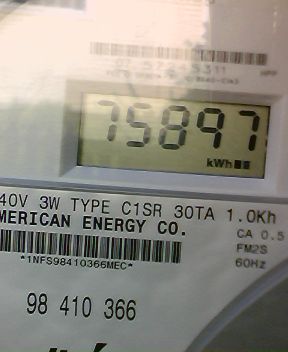 75897
kWh
40V 3W TYPE C1SR 30TA 1.0Kh
MERICAN ENERGY CO.
CA 0.5
FM2S
*1NFS98410366MEC*
60Hz
98 410 366